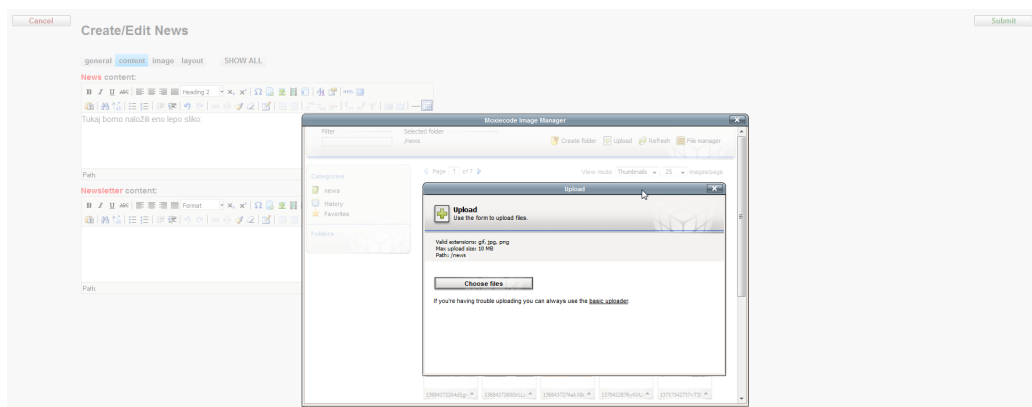 Cancel
Submit
Create/Edit News
general content image layout SHOW ALL
News content:
B I U ABC Heading 2 HTML
Tukaj bomo naložili eno lepo sliko
Path:
Newsletter content:
B I U ABC Format
Path:
Moxiecode Image Manager
Filter
Selected folder
/news
Create folder Upload Refresh File manager
Categories
news
History
Favorites
Folders
Page 1 of 7
View mode Thumbnails 25 images/page
Upload
Upload
Use the form to upload files.
Valid extensions: gif, jpg, png
Max upload size: 10 MB
Path: /news
Choose files
If you're having trouble uploading you can always use the basic uploader.